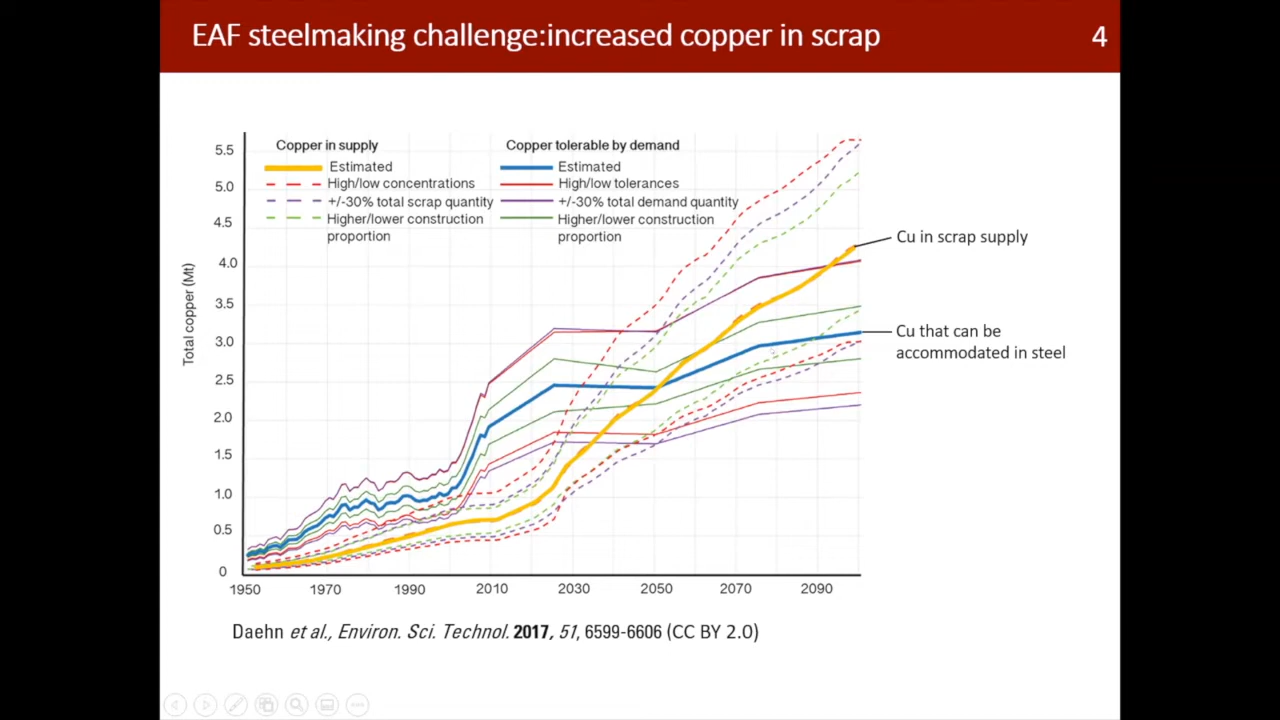 EAF steelmaking challenge:increased copper in scrap
4
Copper in supply
Estimated
High/low concentrations
+/-30% total scrap quantity
Higher/lower construction
proportion
Copper tolerable by demand
Estimated
High/low tolerances
+/-30% total demand quantity
Higher/lower construction
proportion
Total copper (Mt)
5.5
5.0
4.5
4.0
3.5
3.0
2.5
2.0
1.5
1.0
0.5
0
1950
1970
1990
2010
2030
2050
2070
2090
Cu in scrap supply
Cu that can be
accommodated in steel
Daehn et al., Environ. Sci. Technol. 2017, 51, 6599-6606 (CC BY 2.0)